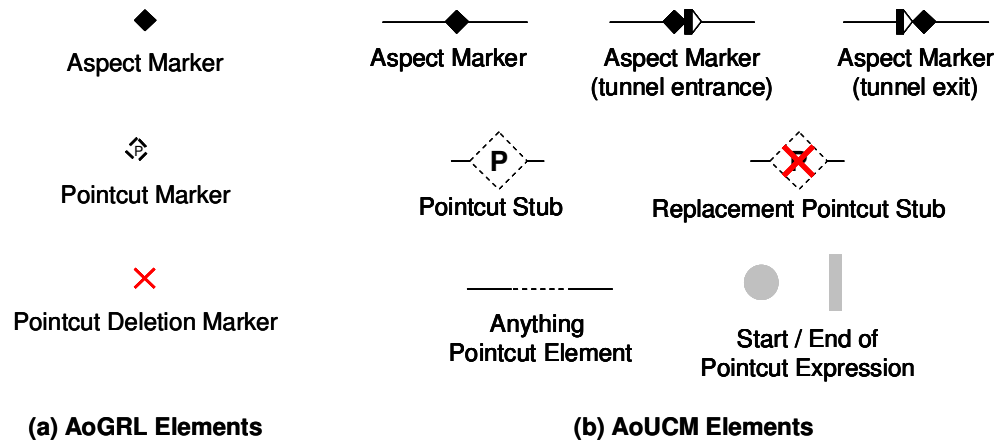 Aspect Marker
Aspect Marker
Aspect Marker
(tunnel entrance)
Aspect Marker
(tunnel exit)
P
Pointcut Marker
P
Pointcut Stub
P
Replacement Pointcut Stub
Pointcut Deletion Marker
Anything
Pointcut Element
Start / End of
Pointcut Expression
(a) AoGRL Elements
(b) AoUCM Elements